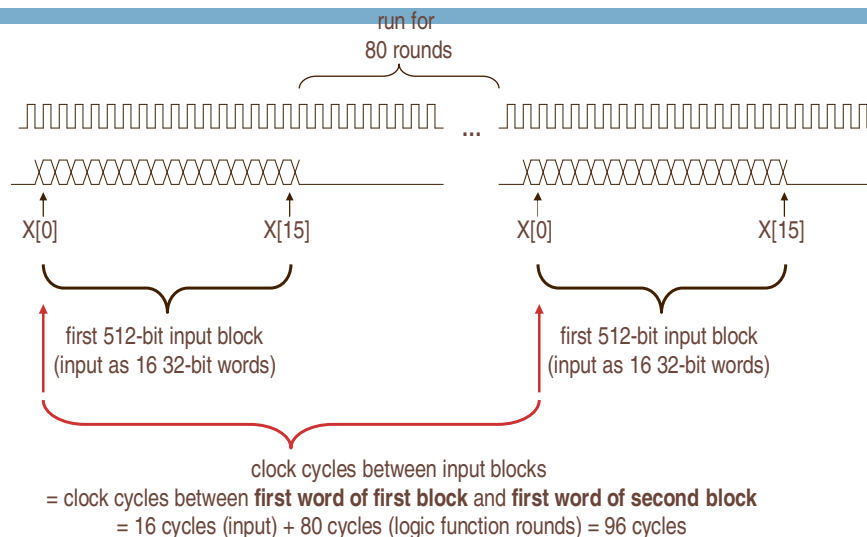 run for
80 rounds
...
X[0] X[15] X[0] X[15]
first 512-bit input block first 512-bit input block
(input as 16 32-bit words) (input as 16 32-bit words)
clock cycles between input blocks
= clock cycles between first word of first block and first word of second block
= 16 cycles (input) + 80 cycles (logic function rounds) = 96 cycles